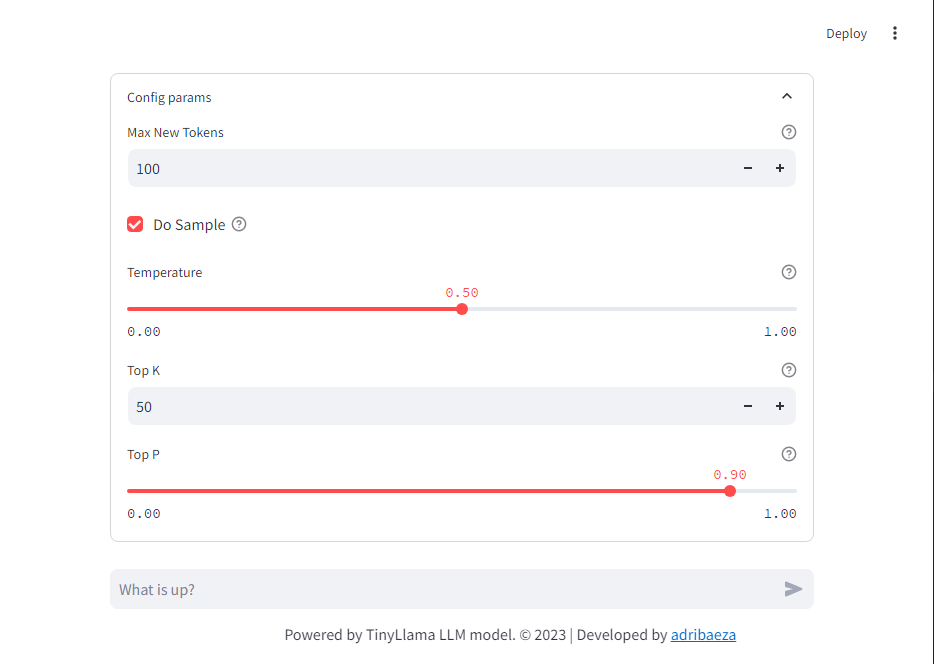 Deploy
Config params
Max New Tokens
100
Do Sample
Temperature
0.50
0.00 1.00
Top K
50
Top P
0.90
0.00 1.00
What is up?
Powered by TinyLlama LLM model. © 2023 | Developed by adribaeza